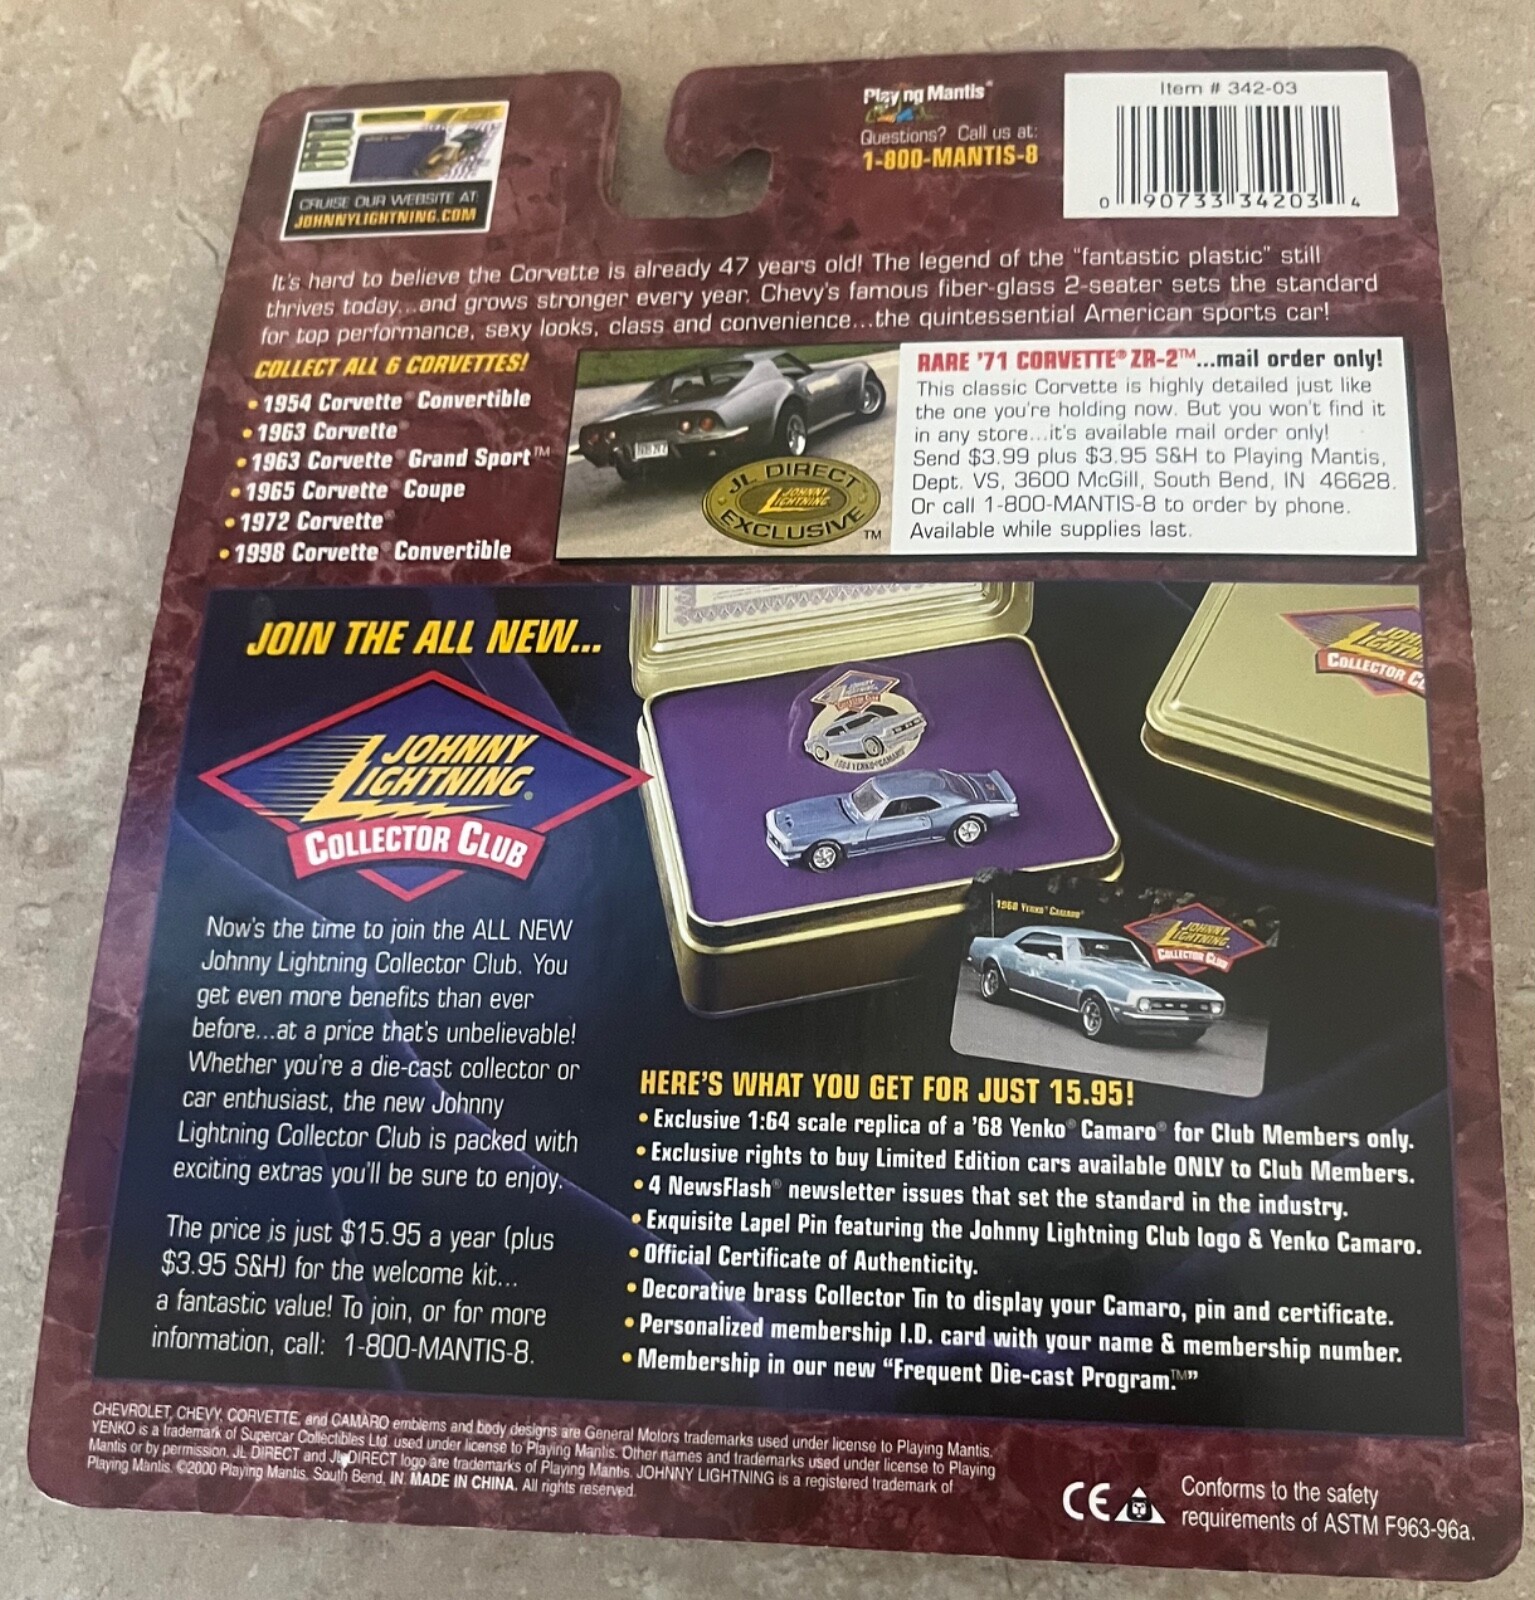 CRUISE OUR WEBSITE AT:
JOHNNYLIGHTNING.COM
Playing Mantis®
Questions? Call us at:
1-800-MANTIS-8
Item # 342-03
0 90733 34203 4
It's hard to believe the Corvette is already 47 years old! The legend of the "fantastic plastic" still
thrives today...and grows stronger every year. Chevy's famous fiber-glass 2-seater sets the standard
for top performance, sexy looks, class and convenience...the quintessential American sports car!
COLLECT ALL 6 CORVETTES!
• 1954 Corvette® Convertible
• 1963 Corvette®
• 1963 Corvette® Grand Sport™
• 1965 Corvette® Coupe
• 1972 Corvette®
• 1998 Corvette® Convertible
JL DIRECT
JOHNNY
LIGHTNING
EXCLUSIVE
TM
RARE '71 CORVETTE® ZR-2™...mail order only!
This classic Corvette is highly detailed just like
the one you're holding now. But you won't find it
in any store...it's available mail order only!
Send $3.99 plus $3.95 S&H to Playing Mantis,
Dept. VS, 3600 McGill, South Bend, IN 46628.
Or call 1-800-MANTIS-8 to order by phone.
Available while supplies last.
JOIN THE ALL NEW...
JOHNNY
LIGHTNING®
COLLECTOR CLUB
Now's the time to join the ALL NEW
Johnny Lightning Collector Club. You
get even more benefits than ever
before...at a price that's unbelievable!
Whether you're a die-cast collector or
car enthusiast, the new Johnny
Lightning Collector Club is packed with
exciting extras you'll be sure to enjoy.
The price is just $15.95 a year (plus
$3.95 S&H) for the welcome kit...
a fantastic value! To join, or for more
information, call: 1-800-MANTIS-8.
JOHNNY
LIGHTNING
COLLECTOR CL
1968 YENKO® CAMARO®
JOHNNY
LIGHTNING
COLLECTOR CLUB
HERE'S WHAT YOU GET FOR JUST 15.95!
• Exclusive 1:64 scale replica of a '68 Yenko® Camaro® for Club Members only.
• Exclusive rights to buy Limited Edition cars available ONLY to Club Members.
• 4 NewsFlash® newsletter issues that set the standard in the industry.
• Exquisite Lapel Pin featuring the Johnny Lightning Club logo & Yenko Camaro.
• Official Certificate of Authenticity.
• Decorative brass Collector Tin to display your Camaro, pin and certificate.
• Personalized membership I.D. card with your name & membership number.
• Membership in our new "Frequent Die-cast Program.™"
CHEVROLET, CHEVY, CORVETTE, and CAMARO emblems and body designs are General Motors trademarks used under license to Playing Mantis.
YENKO is a trademark of Supercar Collectibles Ltd. used under license to Playing Mantis. Other names and trademarks used under license to Playing
Mantis or by permission. JL DIRECT and JL DIRECT logo are trademarks of Playing Mantis. JOHNNY LIGHTNING is a registered trademark of
Playing Mantis. ©2000 Playing Mantis. South Bend, IN. MADE IN CHINA. All rights reserved.
CE
Conforms to the safety
requirements of ASTM F963-96a.